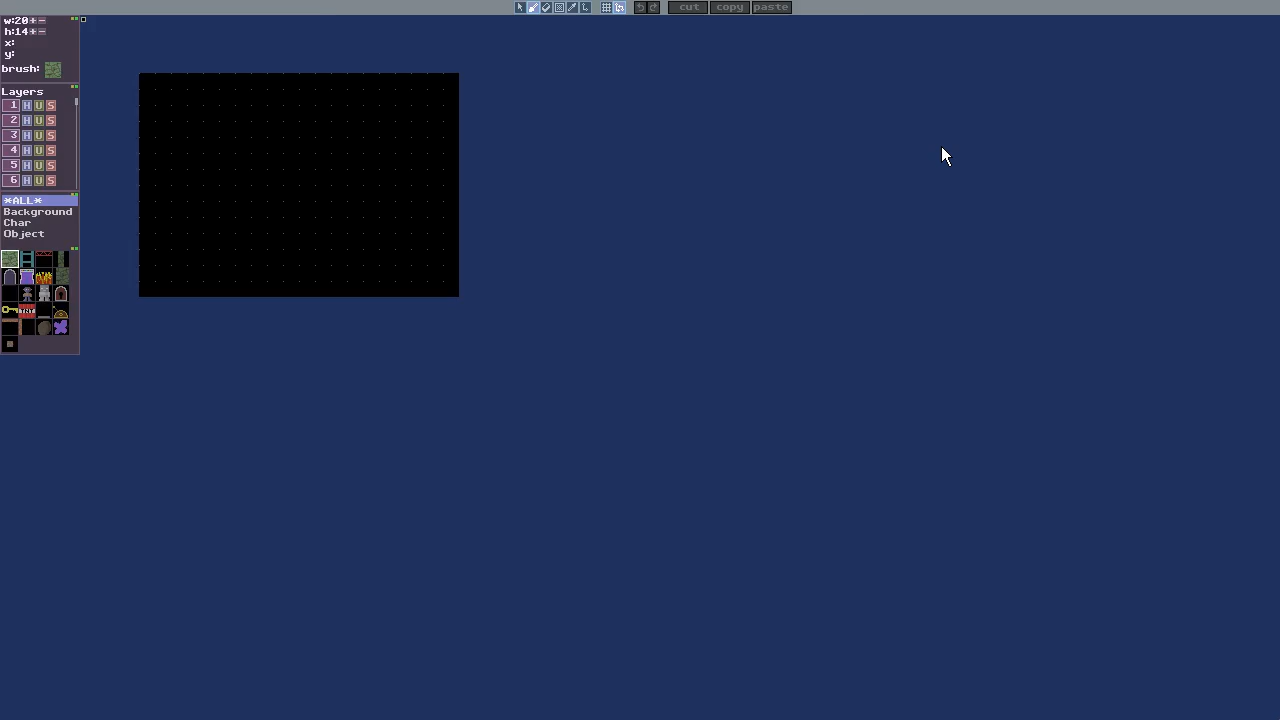 cut copy paste
w:20+-
h:14+-
x:
y:
brush:
Layers
1 H U S
2 H U S
3 H U S
4 H U S
5 H U S
6 H U S
*ALL*
Background
Char
Object